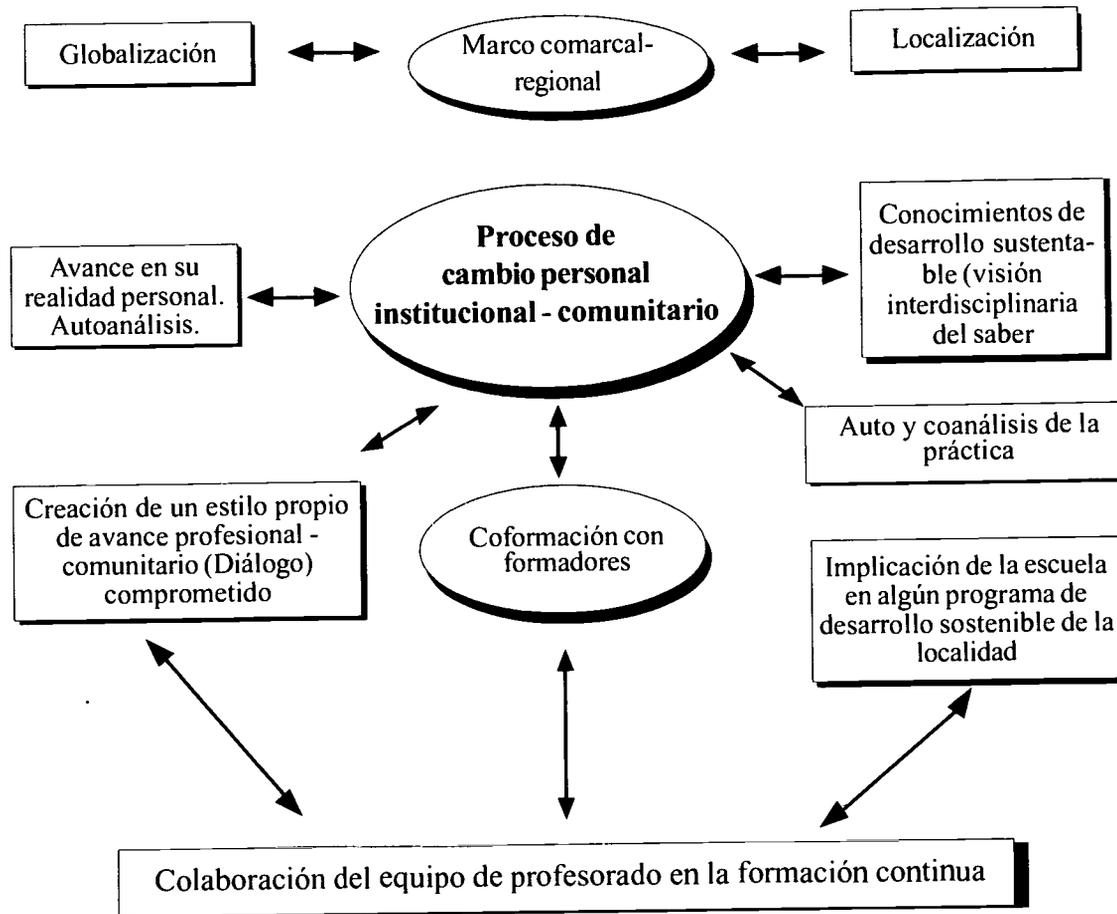 Globalización
Marco comarcal-
regional
Localización
Proceso de
cambio personal
institucional - comunitario
Avance en su
realidad personal.
Autoanálisis.
Conocimientos de
desarrollo sustenta-
ble (visión
interdisciplinaria
del saber
Auto y coanálisis de la
práctica
Creación de un estilo propio
de avance profesional -
comunitario (Diálogo)
comprometido
Coformación con
formadores
Implicación de la escuela
en algún programa de
desarrollo sostenible de la
localidad
Colaboración del equipo de profesorado en la formación continua